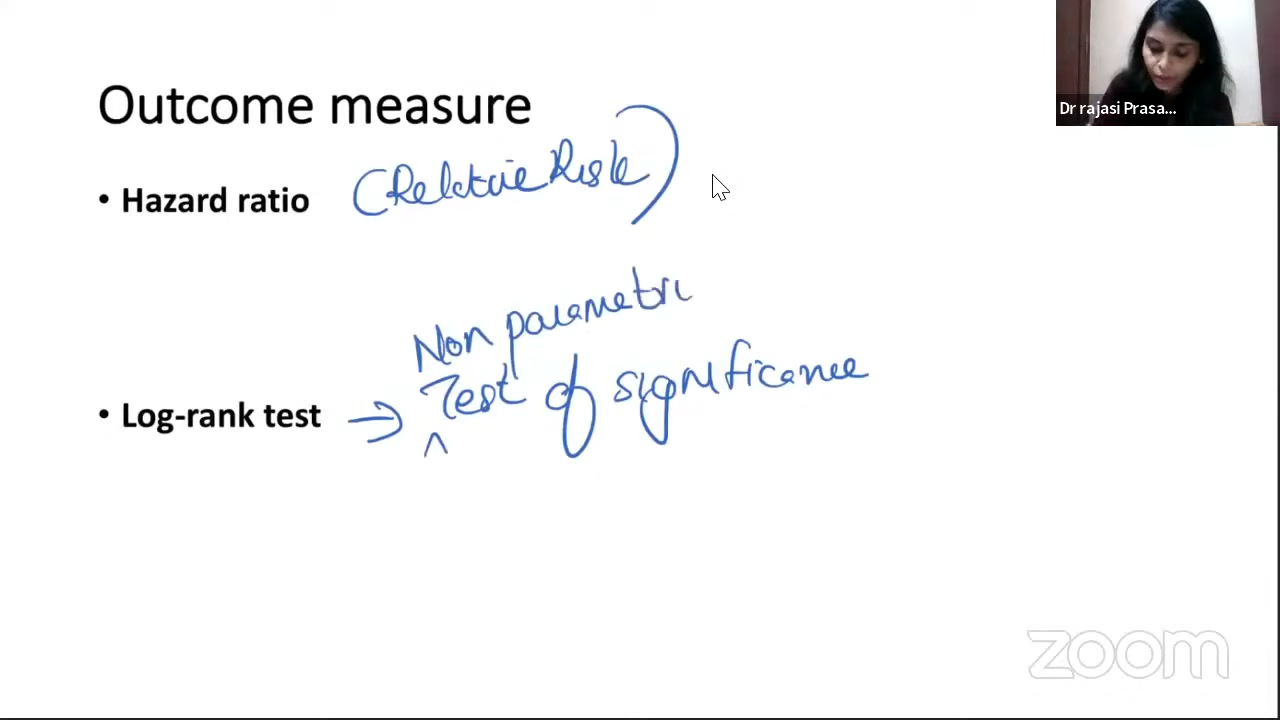 Outcome measure
• Hazard ratio (Relative Risk)
Non parametric
• Log-rank test → Test of significance
^
Dr rajasi Prasa...
zoom